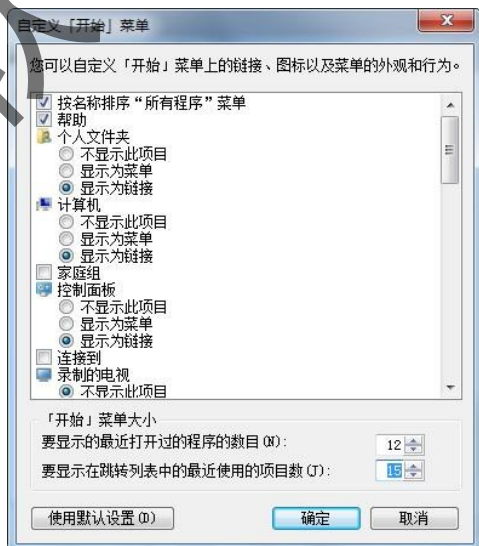 自定义「开始」菜单
您可以自定义「开始」菜单上的链接、图标以及菜单的外观和行为。
按名称排序“所有程序”菜单
帮助
个人文件夹
不显示此项目
显示为菜单
显示为链接
计算机
不显示此项目
显示为菜单
显示为链接
家庭组
控制面板
不显示此项目
显示为菜单
显示为链接
连接到
录制的电视
不显示此项目
「开始」菜单大小
要显示的最近打开过的程序的数目(N): 12
要显示在跳转列表中的最近使用的项目数(J): 15
使用默认设置(D) 确定 取消